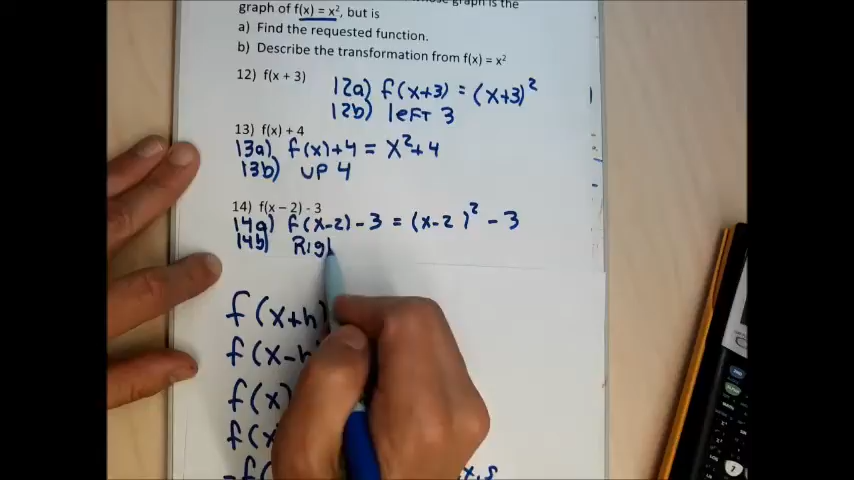 graph of f(x) = x², but is
a) Find the requested function.
b) Describe the transformation from f(x) = x²
12) f(x + 3)
12a) f(x+3) = (x+3)²
12b) left 3
13) f(x) + 4
13a) f(x)+4 = x²+4
13b) up 4
14) f(x – 2) - 3
14a) f(x-2) - 3 = (x-2)² - 3
14b) Rig
f(x+h)
f(x-h
f(x)
f(x